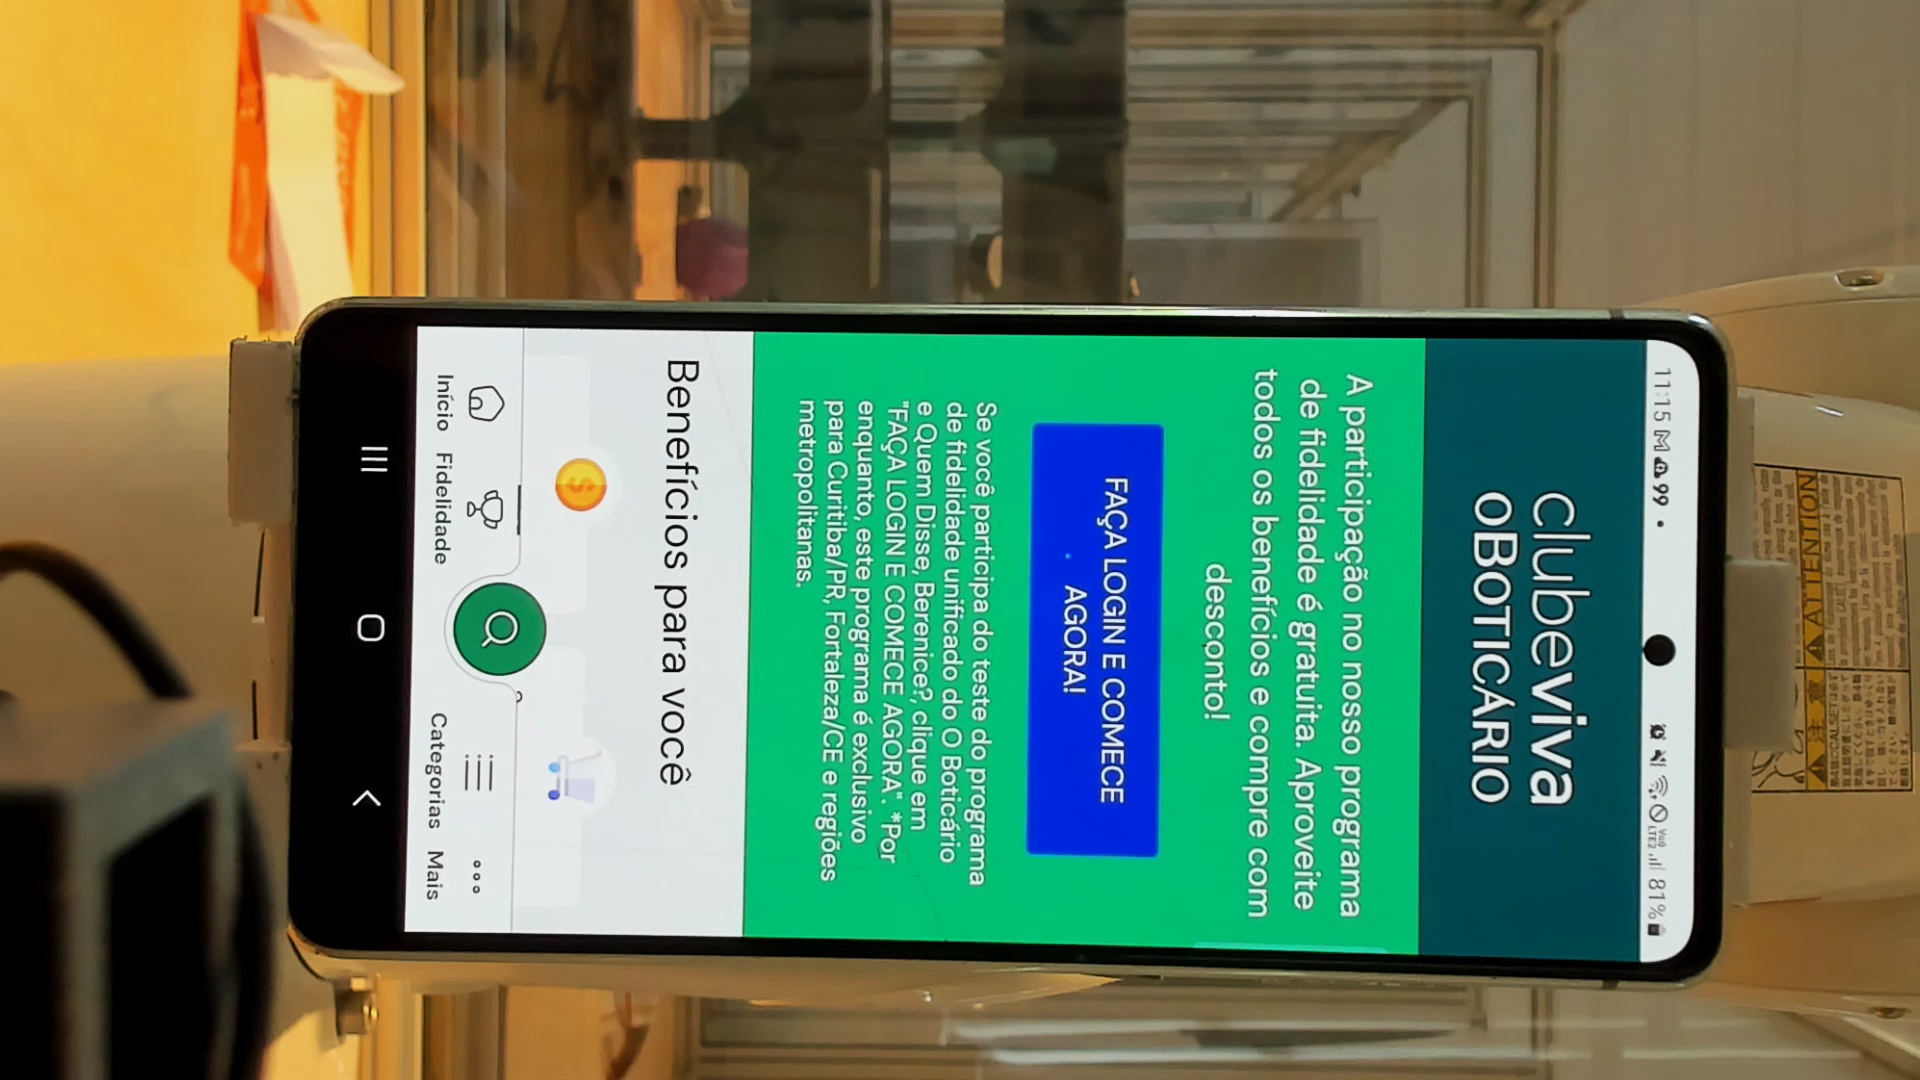 11:15 M 99 •
Voo) LTE2 81%
clubeviva
OBOTICÁRIO
A participação no nosso programa
de fidelidade é gratuita. Aproveite
todos os benefícios e compre com
desconto!
FAÇA LOGIN E COMECE
AGORA!
Se você participa do teste do programa
de fidelidade unificado do O Boticário
e Quem Disse, Berenice?, clique em
"FAÇA LOGIN E COMECE AGORA". *Por
enquanto, este programa é exclusivo
para Curitiba/PR, Fortaleza/CE e regiões
metropolitanas.
Benefícios para você
Início Fidelidade Categorias Mais
ATTENTION